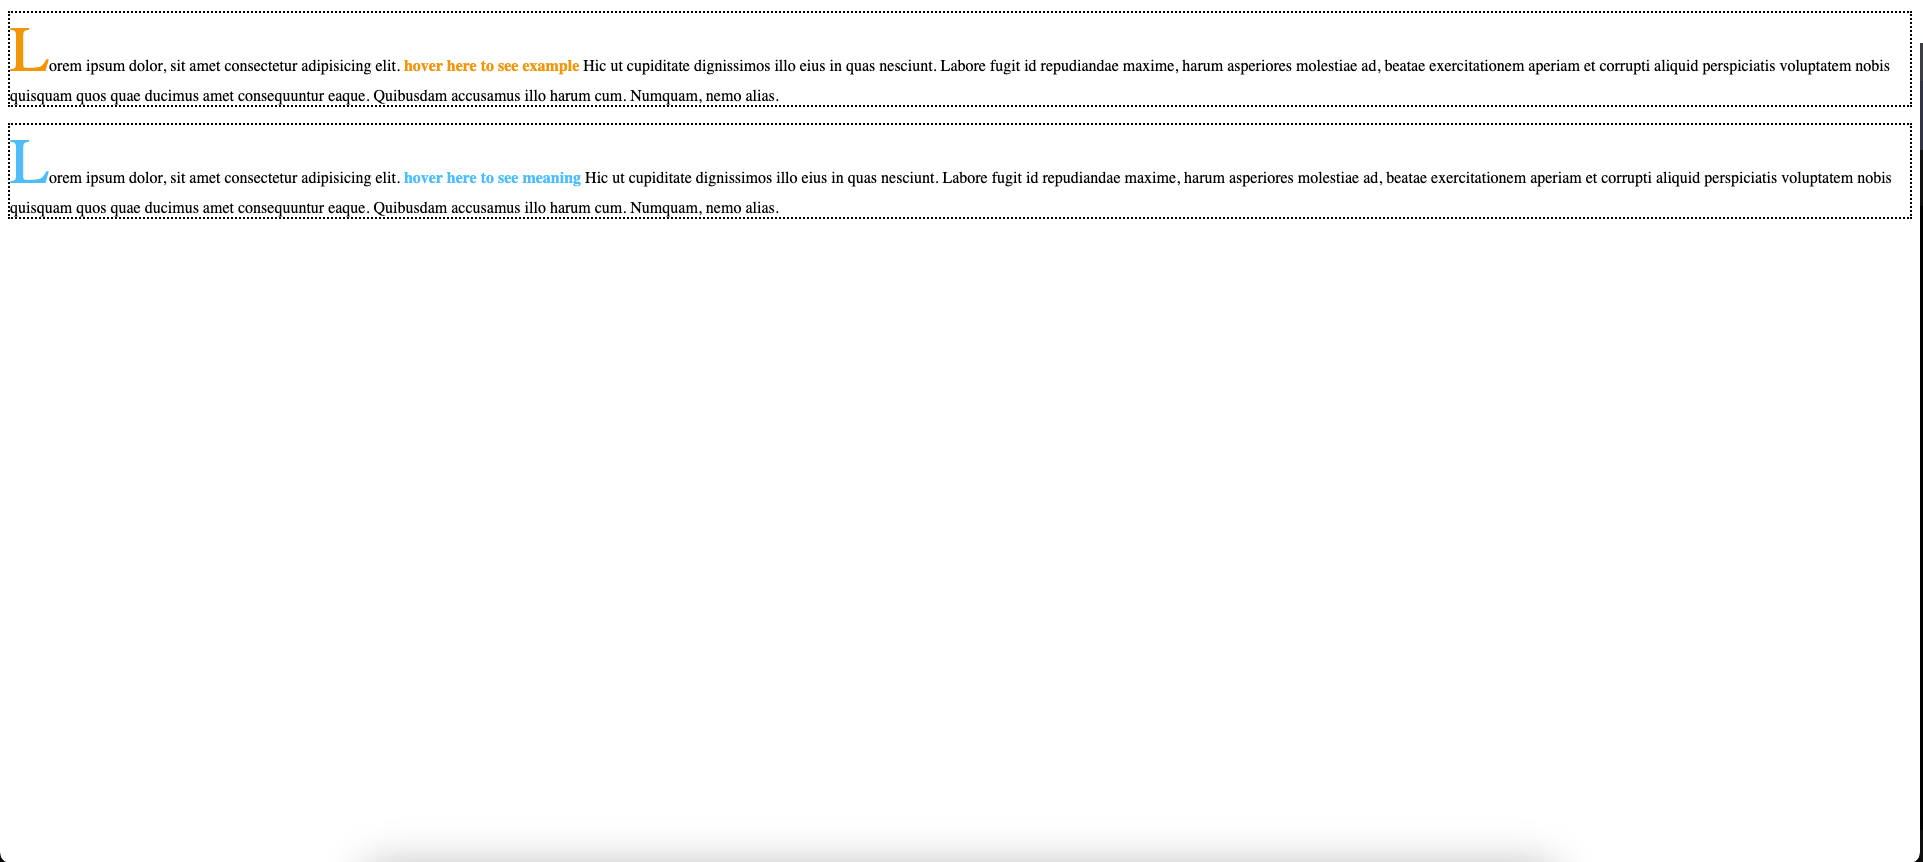 Lorem ipsum dolor, sit amet consectetur adipisicing elit. hover here to see example Hic ut cupiditate dignissimos illo eius in quas nesciunt. Labore fugit id repudiandae maxime, harum asperiores molestiae ad, beatae exercitationem aperiam et corrupti aliquid perspiciatis voluptatem nobis
quisquam quos quae ducimus amet consequuntur eaque. Quibusdam accusamus illo harum cum. Numquam, nemo alias.
Lorem ipsum dolor, sit amet consectetur adipisicing elit. hover here to see meaning Hic ut cupiditate dignissimos illo eius in quas nesciunt. Labore fugit id repudiandae maxime, harum asperiores molestiae ad, beatae exercitationem aperiam et corrupti aliquid perspiciatis voluptatem nobis
quisquam quos quae ducimus amet consequuntur eaque. Quibusdam accusamus illo harum cum. Numquam, nemo alias.